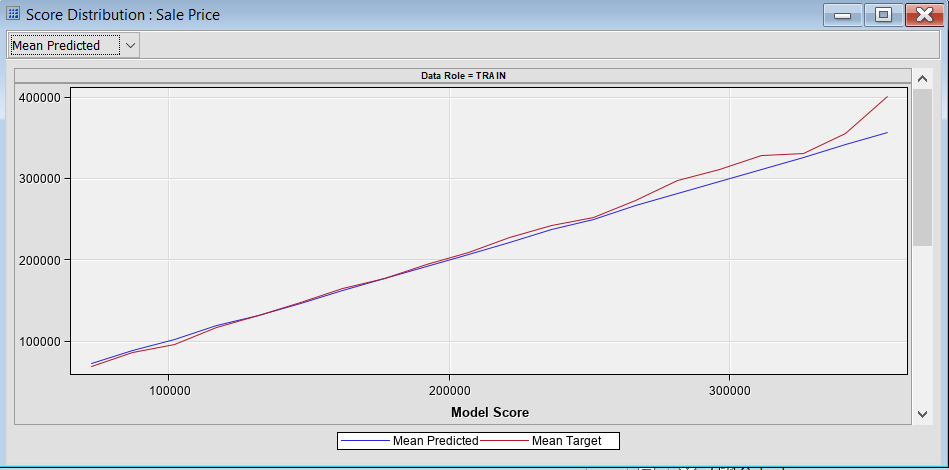 Score Distribution : Sale Price
Mean Predicted
Data Role = TRAIN
400000
300000
200000
100000
100000 200000 300000
Model Score
Mean Predicted Mean Target